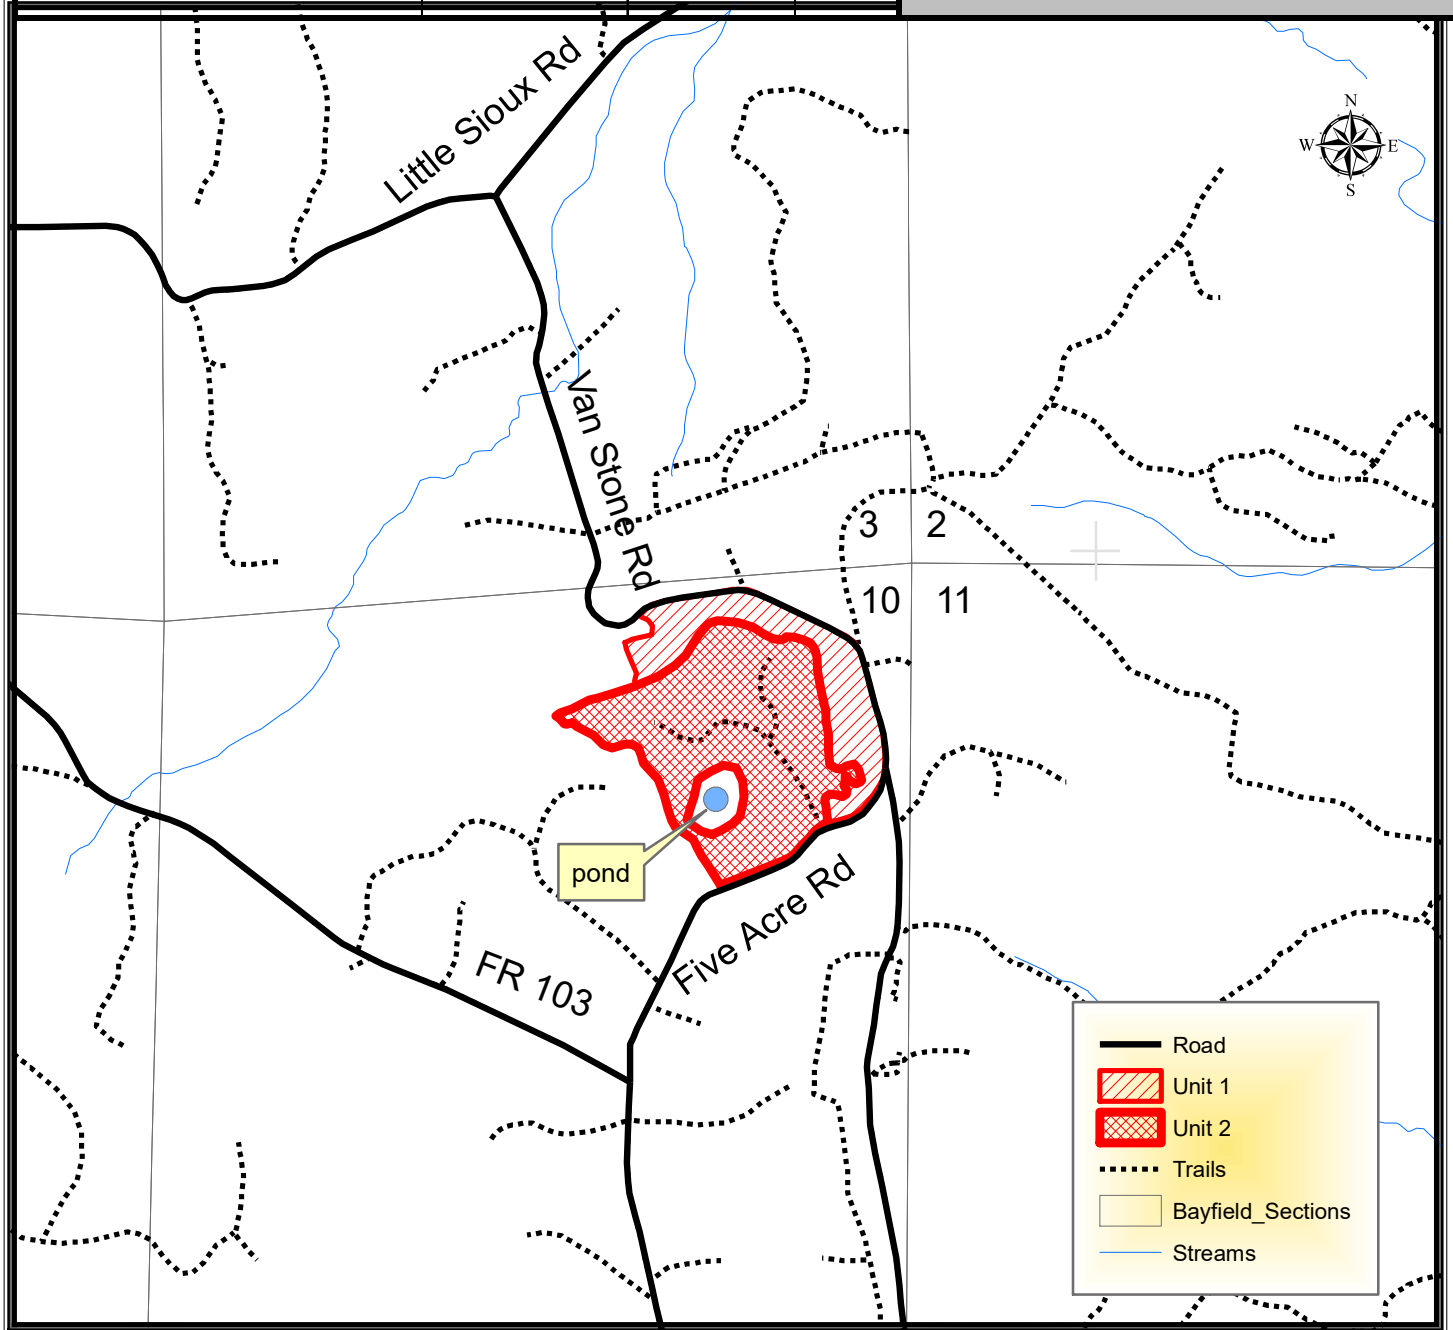 Little Sioux Rd
N
W E
S
Van Stone Rd
3 2
10 11
pond
Five Acre Rd
FR 103
Road
Unit 1
Unit 2
Trails
Bayfield_Sections
Streams